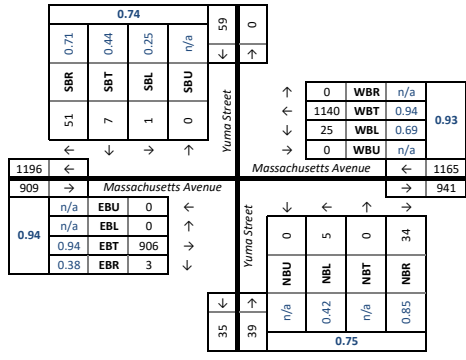 0.74
0.71 0.44 0.25 n/a
SBR SBT SBL SBU
51 7 1 0
← ↓ → ↑
59 0
↓ ↑
Yuma Street
↑ 0 WBR n/a
← 1140 WBT 0.94
↓ 25 WBL 0.69
→ 0 WBU n/a
0.93
1196 ← Massachusetts Avenue ← 1165
909 → Massachusetts Avenue → 941
0.94
n/a EBU 0 ←
n/a EBL 0 ↑
0.94 EBT 906 →
0.38 EBR 3 ↓
Yuma Street
↓ ↑
35 39
↓ ← ↑ →
0 5 0 34
NBU NBL NBT NBR
n/a 0.42 n/a 0.85
0.75